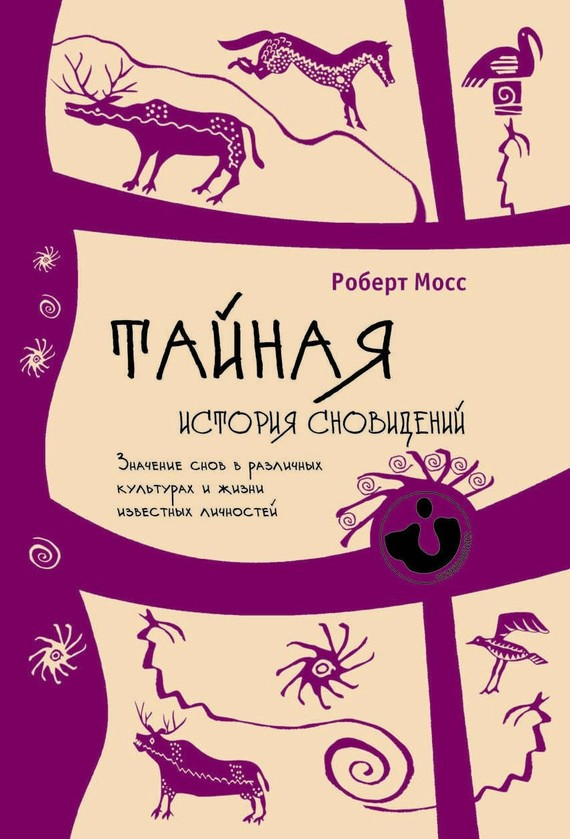 Роберт Мосс
ТАЙНАЯ
ИСТОРИЯ СНОВИДЕНИЙ
Значение снов в различных
культурах и жизни
известных личностей